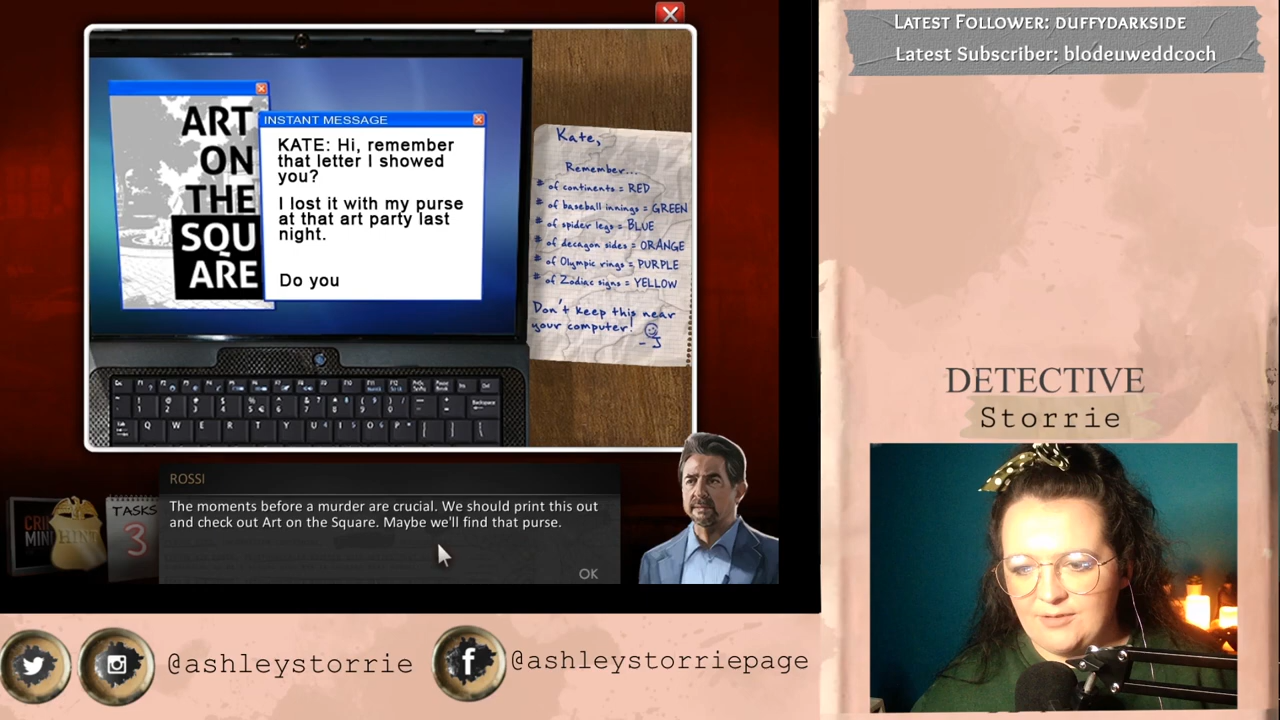 LATEST FOLLOWER: DUFFYDARKSIDE
Latest Subscriber: blodeuweddcoch
ART
ON
THE
SQU
ARE
INSTANT MESSAGE
KATE: Hi, remember
that letter I showed
you?
I lost it with my purse
at that art party last
night.
Do you
Kate,
Remember...
# of continents = RED
# of baseball innings = GREEN
# of spider legs = BLUE
# of decagon sides = ORANGE
# of Olympic rings = PURPLE
# of Zodiac signs = YELLOW
Don't keep this near
your computer!
- J
Backspace
Q W E R T Y U I O P
ROSSI
The moments before a murder are crucial. We should print this out
and check out Art on the Square. Maybe we'll find that purse.
OK
HINT
TASKS
3
DETECTIVE
Storrie
@ashleystorrie
@ashleystorriepage